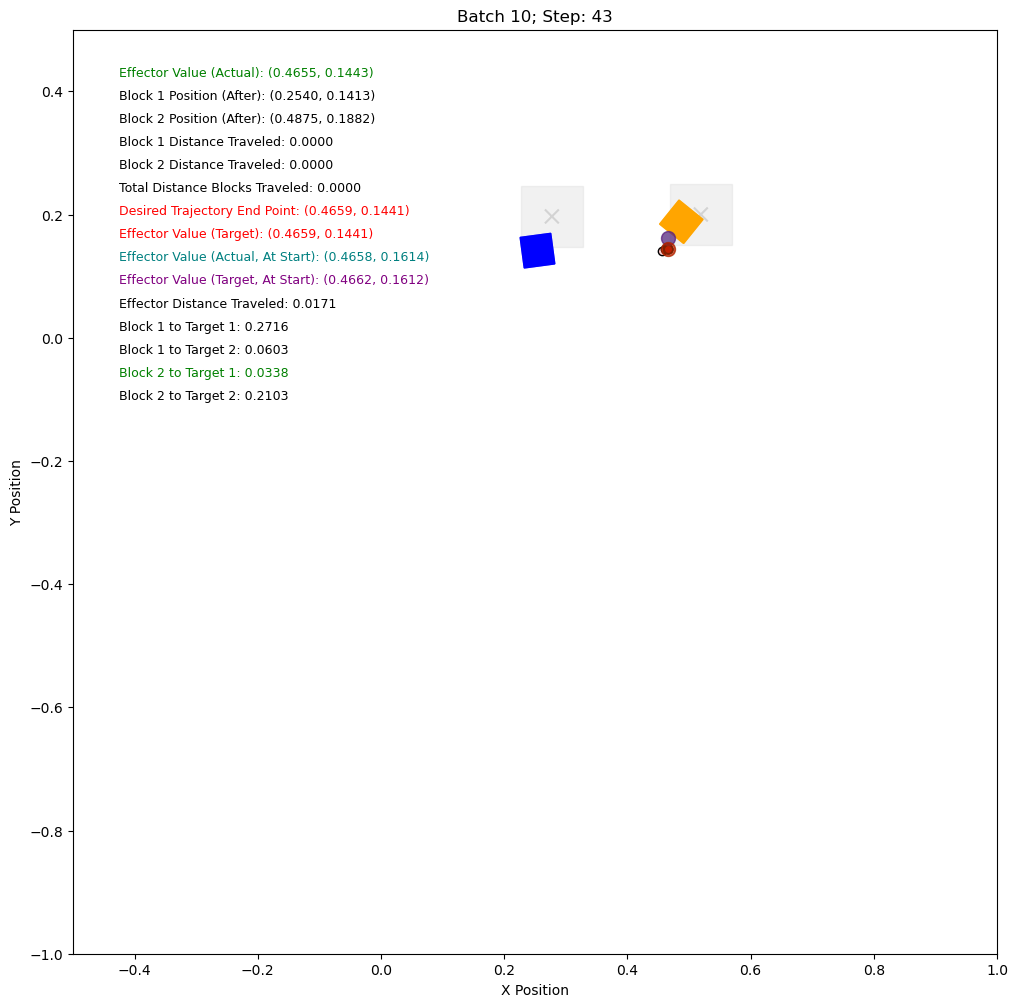 Batch 10; Step: 43
Effector Value (Actual): (0.4655, 0.1443)
Block 1 Position (After): (0.2540, 0.1413)
Block 2 Position (After): (0.4875, 0.1882)
Block 1 Distance Traveled: 0.0000
Block 2 Distance Traveled: 0.0000
Total Distance Blocks Traveled: 0.0000
Desired Trajectory End Point: (0.4659, 0.1441)
Effector Value (Target): (0.4659, 0.1441)
Effector Value (Actual, At Start): (0.4658, 0.1614)
Effector Value (Target, At Start): (0.4662, 0.1612)
Effector Distance Traveled: 0.0171
Block 1 to Target 1: 0.2716
Block 1 to Target 2: 0.0603
Block 2 to Target 1: 0.0338
Block 2 to Target 2: 0.2103
Y Position
0.4
0.2
0.0
−0.2
−0.4
−0.6
−0.8
−1.0
−0.4
−0.2
0.0
0.2
0.4
0.6
0.8
1.0
X Position